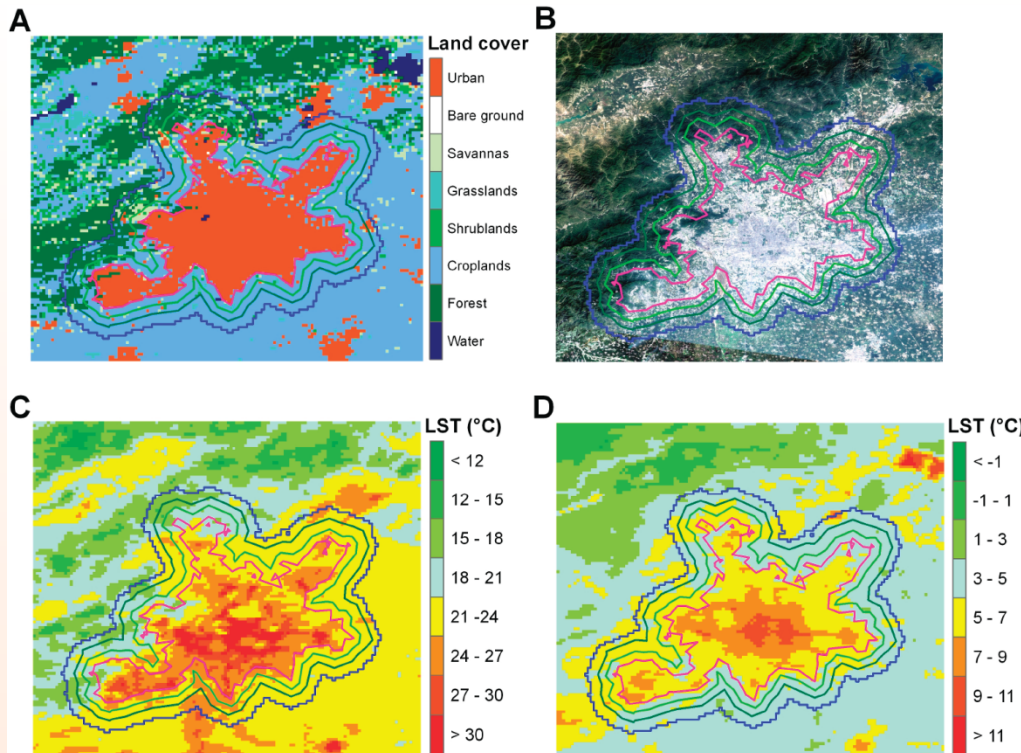 A
Land cover
Urban
Bare ground
Savannas
Grasslands
Shrublands
Croplands
Forest
Water
B
C
LST (°C)
< 12
12 - 15
15 - 18
18 - 21
21 -24
24 - 27
27 - 30
> 30
D
LST (°C)
< -1
-1 - 1
1 - 3
3 - 5
5 - 7
7 - 9
9 - 11
> 11